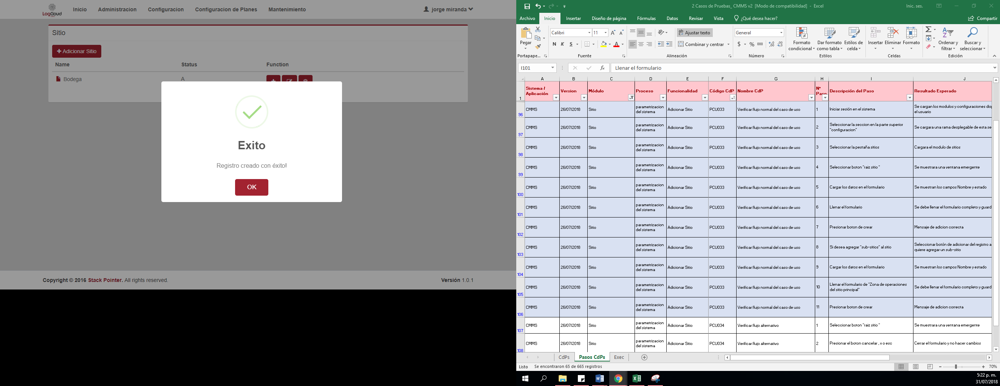 LogCloud
Inicio Administracion Configuracion Configuracion de Planes Mantenimiento jorge miranda
Sitio
Adicionar Sitio
Name Status Function
Bodega A
Exito
Registro creado con éxito!
OK
Copyright © 2016 Stack Pointer. All rights reserved. Versión 1.0.1
2 Casos de Pruebas_ CMMS v2 [Modo de compatibilidad] - Excel Inic. ses.
Archivo Inicio Insertar Diseño de página Fórmulas Datos Revisar Vista ¿Qué desea hacer? Compartir
Pegar
Calibri 11
Ajustar texto
General
N K S
Combinar y centrar
$ % 000
Formato condicional
Dar formato como tabla
Estilos de celda
Insertar Eliminar Formato
Ordenar y filtrar
Buscar y seleccionar
Portapape... Fuente Alineación Número Estilos Celdas Edición
I101 fx Llenar el formulario
A B C D E F G H I J
1 Sistema / Aplicación Version Módulo Proceso Funcionalidad Código CdP Nombre CdP N° Paso Descripción del Paso Resultado Esperado
96 CMMS 26/07/2018 Sitio parametrizacion del sistema Adicionar Sitio PCU033 Verificar flujo normal del caso de uso 1 Iniciar sesión en el sistema Se cargan los modulos y configuraciones disp el usuario
97 CMMS 26/07/2018 Sitio parametrizacion del sistema Adicionar Sitio PCU033 Verificar flujo normal del caso de uso 2 Seleccionar la seccion en la parte superior "configuracion" Se cargara una rama desplegable de esta se
98 CMMS 26/07/2018 Sitio parametrizacion del sistema Adicionar Sitio PCU033 Verificar flujo normal del caso de uso 3 Seleccionar la pestaña sitios Cargara el modulo de sitios
99 CMMS 26/07/2018 Sitio parametrizacion del sistema Adicionar Sitio PCU033 Verificar flujo normal del caso de uso 4 Seleccionar boton "raiz sitio" Se muestrara una ventana emergente
100 CMMS 26/07/2018 Sitio parametrizacion del sistema Adicionar Sitio PCU033 Verificar flujo normal del caso de uso 5 Cargar los datos en el formulario Se muestran los campos Nombre y estado
101 CMMS 26/07/2018 Sitio parametrizacion del sistema Adicionar Sitio PCU033 Verificar flujo normal del caso de uso 6 Llenar el formulario Se debe llenar el formulario completo y guard
102 CMMS 26/07/2018 Sitio parametrizacion del sistema Adicionar Sitio PCU033 Verificar flujo normal del caso de uso 7 Presionar boton de crear Mensaje de adicion correcta
103 CMMS 26/07/2018 Sitio parametrizacion del sistema Adicionar Sitio PCU033 Verificar flujo normal del caso de uso 8 Si desea agregar "sub-sitios" al sitio Seleccionar botón de adicionar del registro a quiere agregar un sub-sitio
104 CMMS 26/07/2018 Sitio parametrizacion del sistema Adicionar Sitio PCU033 Verificar flujo normal del caso de uso 9 Cargar los datos en el formulario Se muestran los campos Nombre y estado
105 CMMS 26/07/2018 Sitio parametrizacion del sistema Adicionar Sitio PCU033 Verificar flujo normal del caso de uso 10 Llenar el formulario de "Zona de operaciones del sitio principal" Se debe llenar el formulario completo y guard
106 CMMS 26/07/2018 Sitio parametrizacion del sistema Adicionar Sitio PCU033 Verificar flujo normal del caso de uso 11 Presionar boton de crear Mensaje de adicion correcta
107 CMMS 26/07/2018 Sitio parametrizacion del sistema Adicionar Sitio PCU034 Verificar flujo alternativo 1 Seleccionar boton "raiz sitio" Se muestrara una ventana emergente
108 CMMS 26/07/2018 Sitio parametrizacion del sistema Adicionar Sitio PCU034 Verificar flujo alternativo 2 Presionar el boton cancelar , x o esc Cerrar el formulario y no hacer cambios
CdPs Pasos CdPs Exec
Listo Se encontraron 65 de 665 registros 70%
5:22 p. m.
31/07/2018